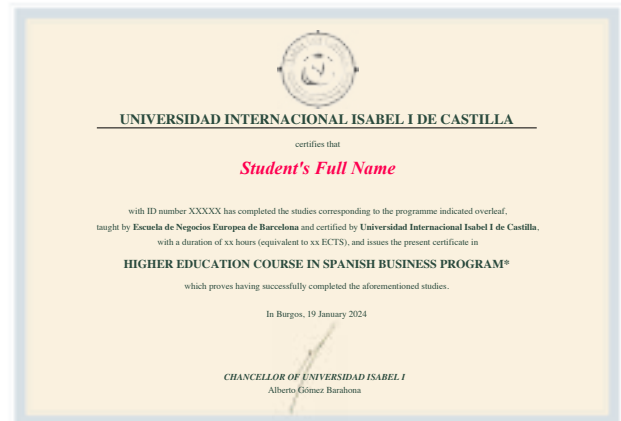 UNIVERSIDAD INTERNACIONAL ISABEL I DE CASTILLA
certifies that
Student's Full Name
with ID number XXXXX has completed the studies corresponding to the programme indicated overleaf,
taught by Escuela de Negocios Europea de Barcelona and certified by Universidad Internacional Isabel I de Castilla,
with a duration of xx hours (equivalent to xx ECTS), and issues the present certificate in
HIGHER EDUCATION COURSE IN SPANISH BUSINESS PROGRAM*
which proves having successfully completed the aforementioned studies.
In Burgos, 19 January 2024
CHANCELLOR OF UNIVERSIDAD ISABEL I
Alberto Gómez Barahona